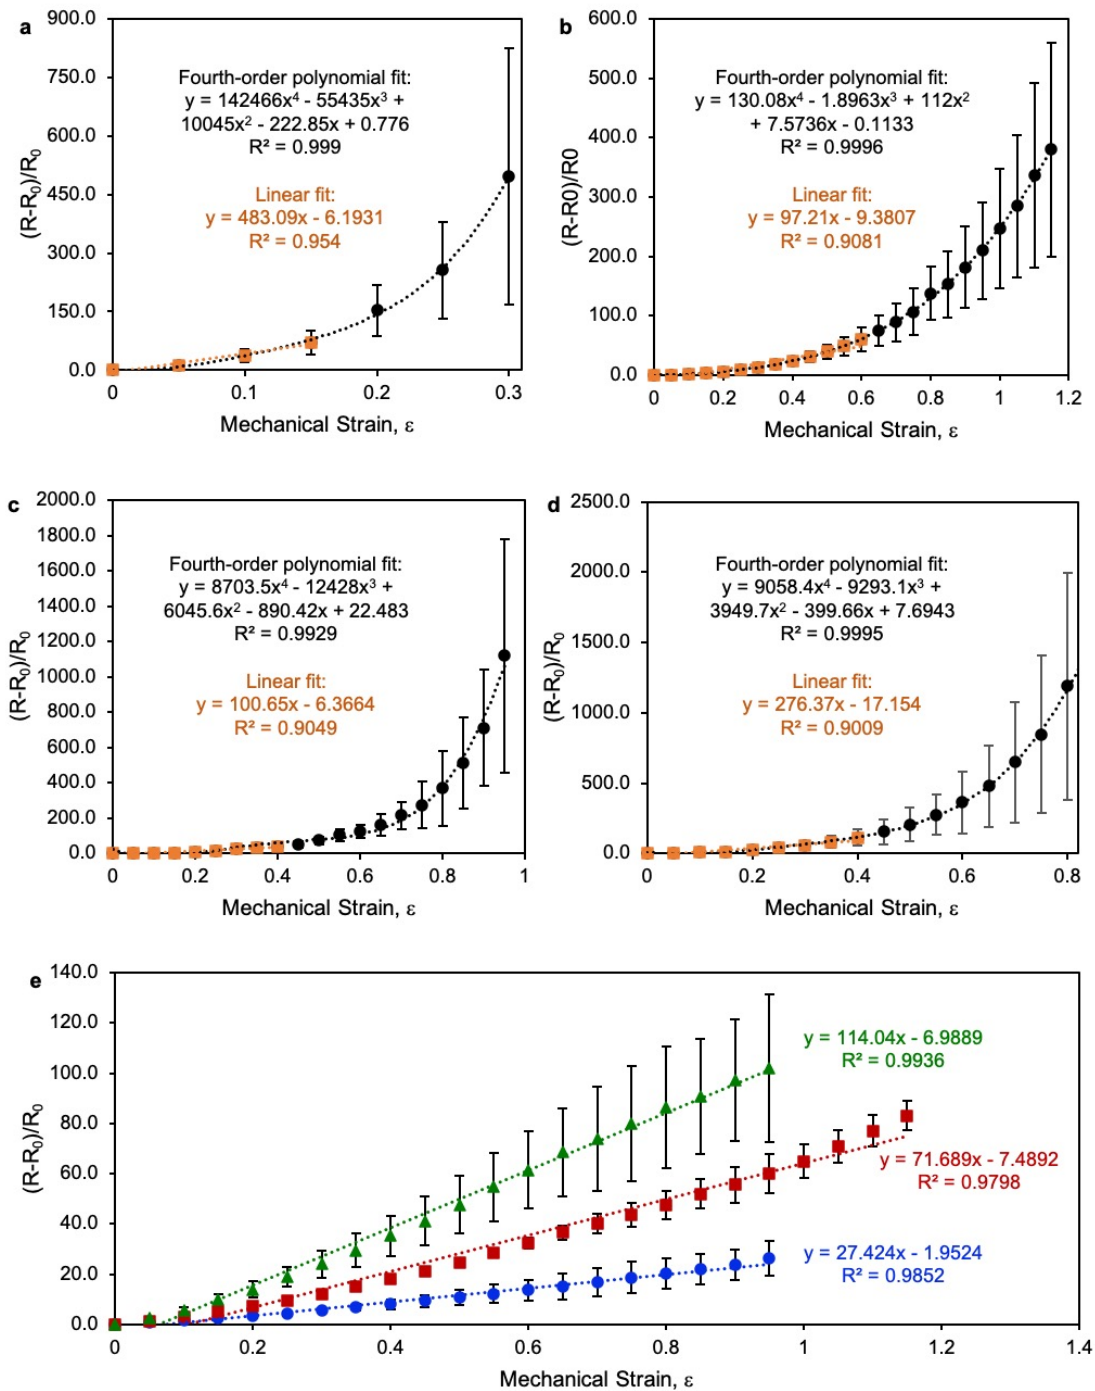 a
900.0
750.0
600.0
450.0
300.0
150.0
0.0
(R-R₀)/R₀
Fourth-order polynomial fit:
y = 142466x⁴ - 55435x³ +
10045x² - 222.85x + 0.776
R² = 0.999
Linear fit:
y = 483.09x - 6.1931
R² = 0.954
0
0.1
0.2
0.3
Mechanical Strain, ε
b
600.0
500.0
400.0
300.0
200.0
100.0
0.0
(R-R0)/R0
Fourth-order polynomial fit:
y = 130.08x⁴ - 1.8963x³ + 112x²
+ 7.5736x - 0.1133
R² = 0.9996
Linear fit:
y = 97.21x - 9.3807
R² = 0.9081
0
0.2
0.4
0.6
0.8
1
1.2
Mechanical Strain, ε
c
2000.0
1800.0
1600.0
1400.0
1200.0
1000.0
800.0
600.0
400.0
200.0
0.0
(R-R₀)/R₀
Fourth-order polynomial fit:
y = 8703.5x⁴ - 12428x³ +
6045.6x² - 890.42x + 22.483
R² = 0.9929
Linear fit:
y = 100.65x - 6.3664
R² = 0.9049
0
0.2
0.4
0.6
0.8
1
Mechanical Strain, ε
d
2500.0
2000.0
1500.0
1000.0
500.0
0.0
(R-R₀)/R₀
Fourth-order polynomial fit:
y = 9058.4x⁴ - 9293.1x³ +
3949.7x² - 399.66x + 7.6943
R² = 0.9995
Linear fit:
y = 276.37x - 17.154
R² = 0.9009
0
0.2
0.4
0.6
0.8
Mechanical Strain, ε
e
140.0
120.0
100.0
80.0
60.0
40.0
20.0
0.0
(R-R₀)/R₀
y = 114.04x - 6.9889
R² = 0.9936
y = 71.689x - 7.4892
R² = 0.9798
y = 27.424x - 1.9524
R² = 0.9852
0
0.2
0.4
0.6
0.8
1
1.2
1.4
Mechanical Strain, ε